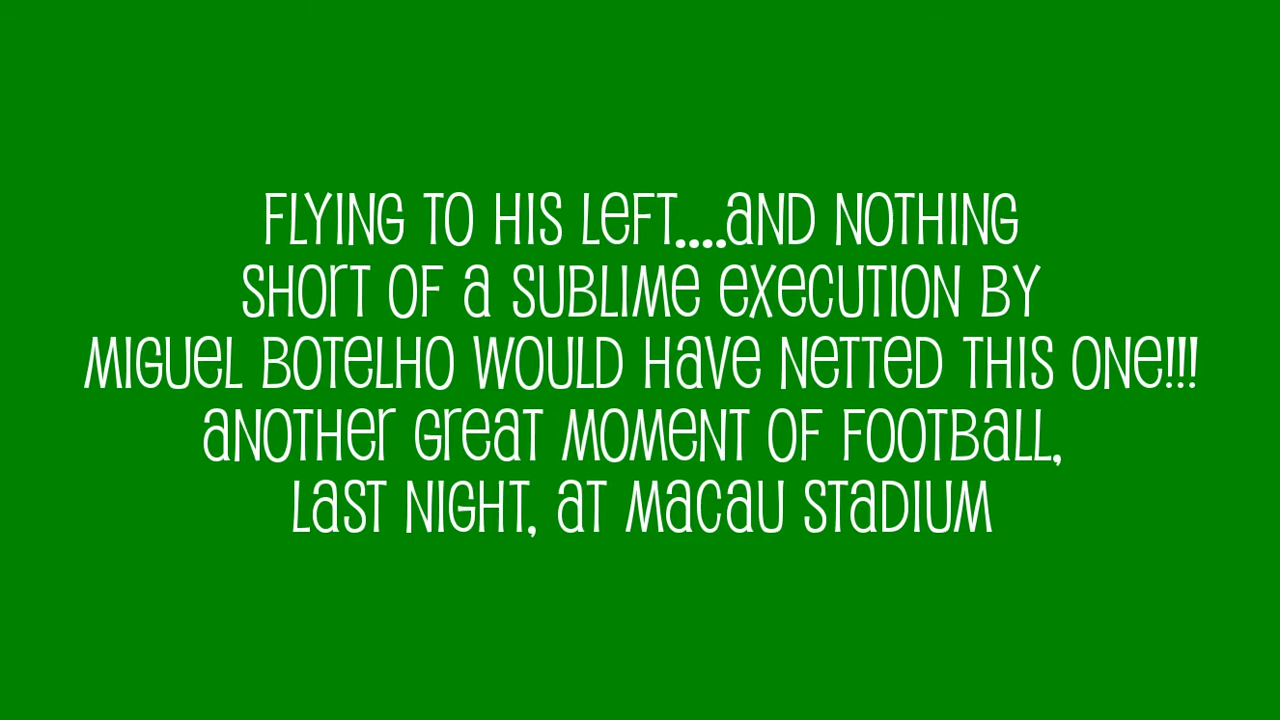 FLYING TO HIS LEFT....AND NOTHING
SHORT OF A SUBLIME EXECUTION BY
MIGUEL BOTELHO WOULD HAVE NETTED THIS ONE!!!
ANOTHER GREAT MOMENT OF FOOTBALL,
LAST NIGHT, AT MACAU STADIUM